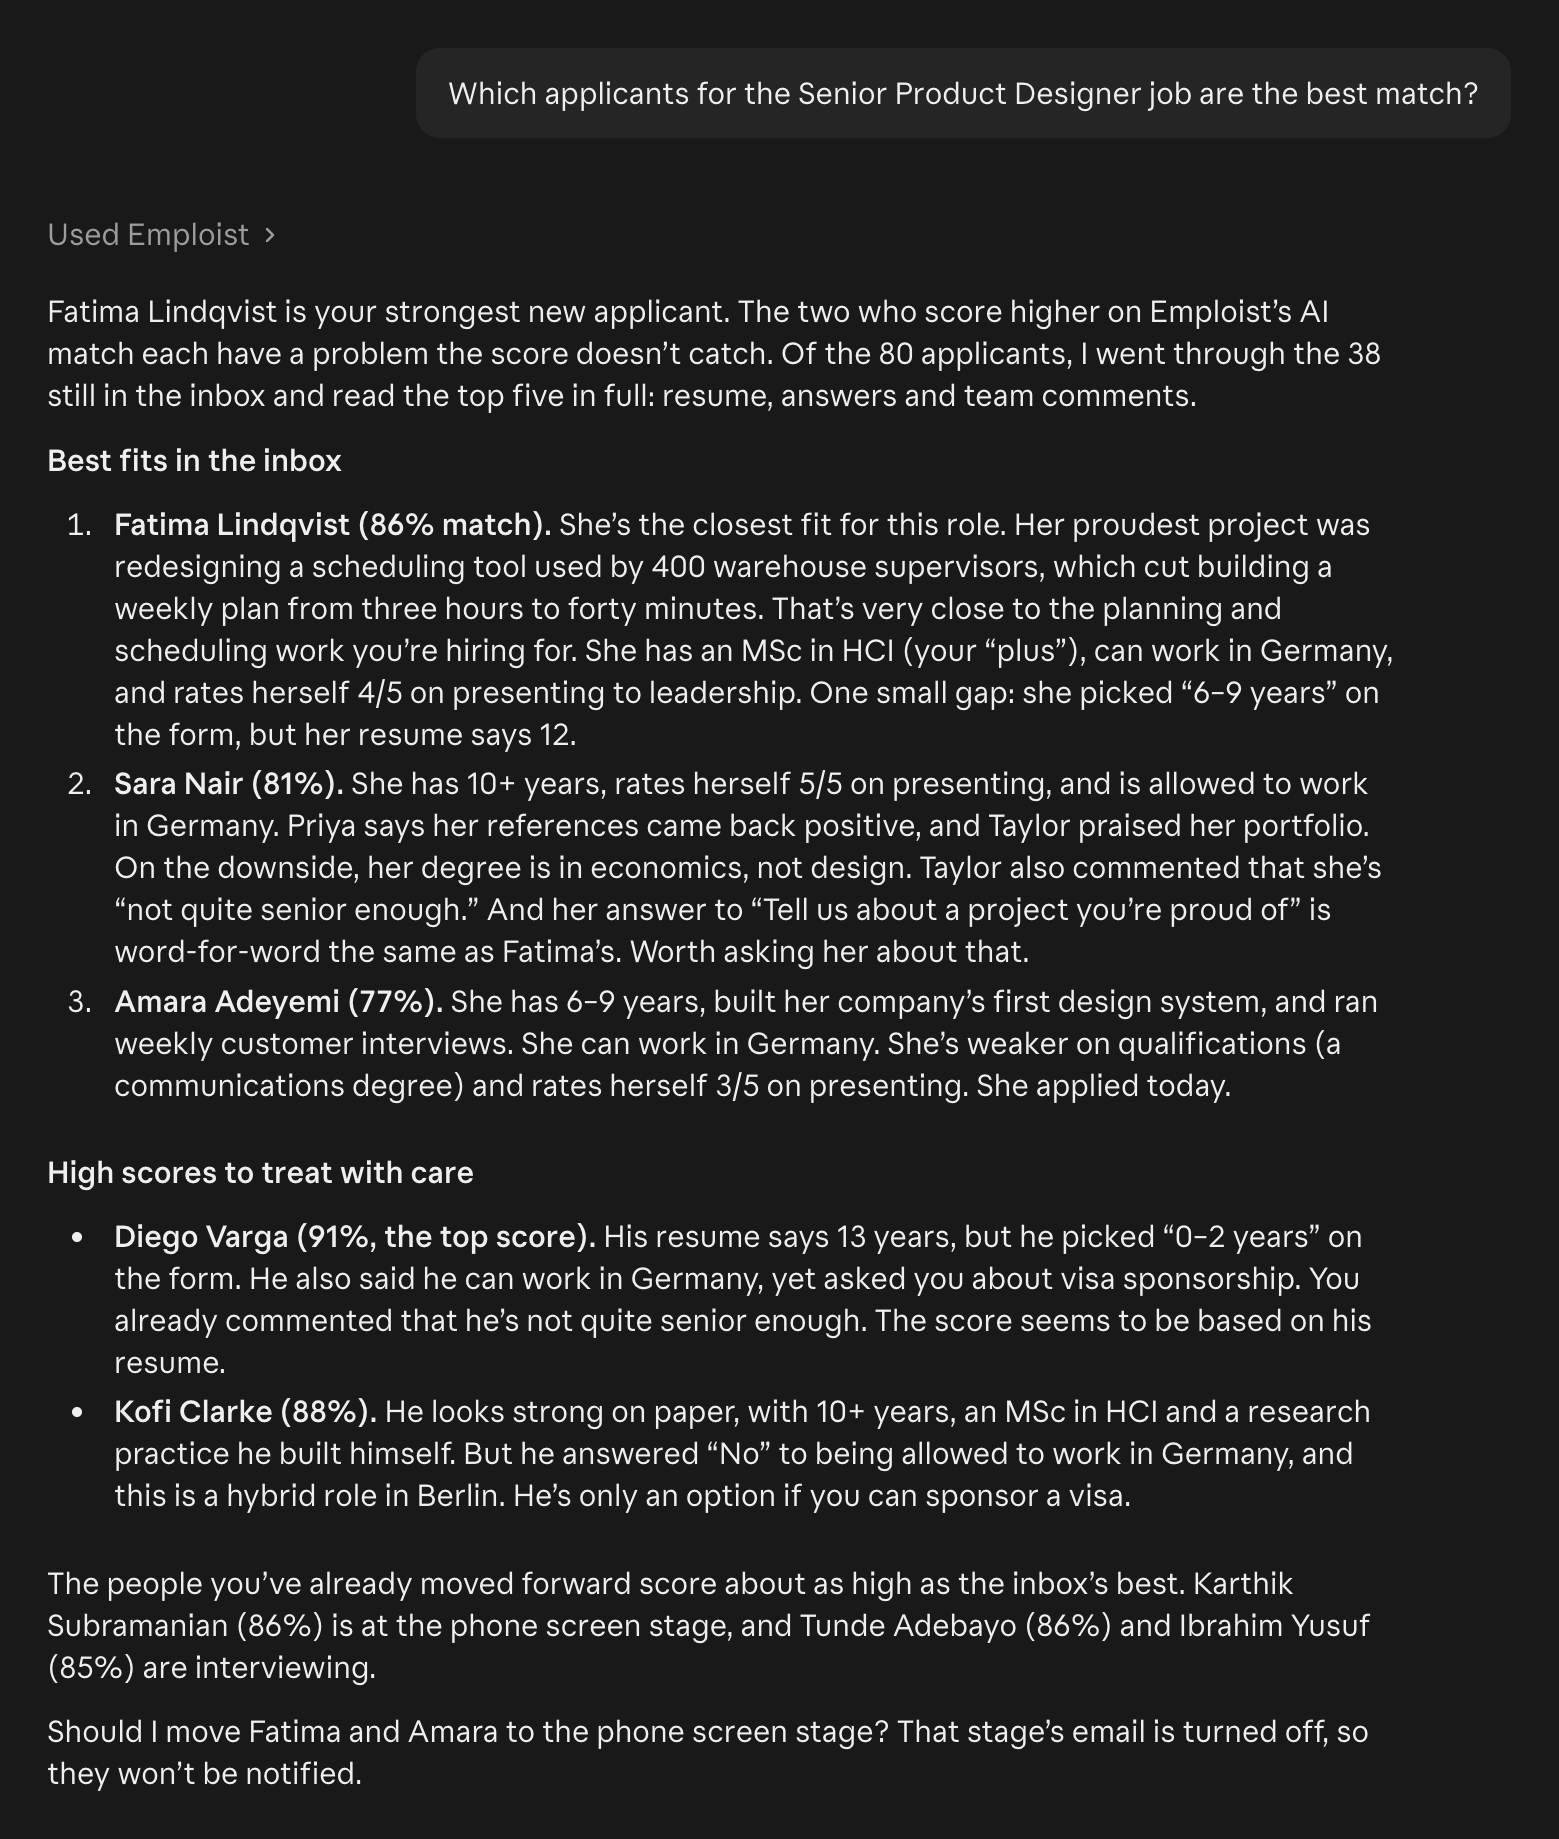 Which applicants for the Senior Product Designer job are the best match?
Used Emploist >
Fatima Lindqvist is your strongest new applicant. The two who score higher on Emploist’s AI
match each have a problem the score doesn’t catch. Of the 80 applicants, I went through the 38
still in the inbox and read the top five in full: resume, answers and team comments.
Best fits in the inbox
1. Fatima Lindqvist (86% match). She’s the closest fit for this role. Her proudest project was
redesigning a scheduling tool used by 400 warehouse supervisors, which cut building a
weekly plan from three hours to forty minutes. That’s very close to the planning and
scheduling work you’re hiring for. She has an MSc in HCI (your “plus”), can work in Germany,
and rates herself 4/5 on presenting to leadership. One small gap: she picked “6–9 years” on
the form, but her resume says 12.
2. Sara Nair (81%). She has 10+ years, rates herself 5/5 on presenting, and is allowed to work
in Germany. Priya says her references came back positive, and Taylor praised her portfolio.
On the downside, her degree is in economics, not design. Taylor also commented that she’s
“not quite senior enough.” And her answer to “Tell us about a project you’re proud of” is
word-for-word the same as Fatima’s. Worth asking her about that.
3. Amara Adeyemi (77%). She has 6–9 years, built her company’s first design system, and ran
weekly customer interviews. She can work in Germany. She’s weaker on qualifications (a
communications degree) and rates herself 3/5 on presenting. She applied today.
High scores to treat with care
• Diego Varga (91%, the top score). His resume says 13 years, but he picked “0–2 years” on
the form. He also said he can work in Germany, yet asked you about visa sponsorship. You
already commented that he’s not quite senior enough. The score seems to be based on his
resume.
• Kofi Clarke (88%). He looks strong on paper, with 10+ years, an MSc in HCI and a research
practice he built himself. But he answered “No” to being allowed to work in Germany, and
this is a hybrid role in Berlin. He’s only an option if you can sponsor a visa.
The people you’ve already moved forward score about as high as the inbox’s best. Karthik
Subramanian (86%) is at the phone screen stage, and Tunde Adebayo (86%) and Ibrahim Yusuf
(85%) are interviewing.
Should I move Fatima and Amara to the phone screen stage? That stage’s email is turned off, so
they won’t be notified.